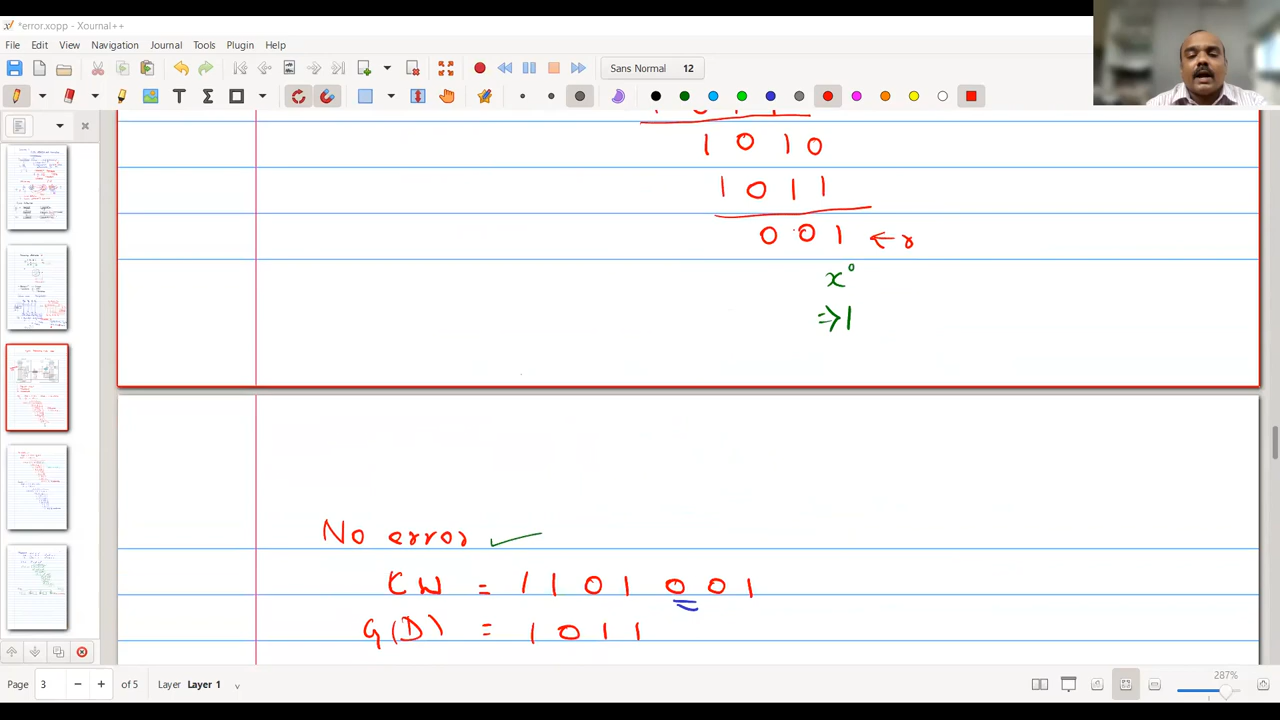 *error.xopp - Xournal++
File Edit View Navigation Journal Tools Plugin Help
Sans Normal 12
1 0 1 0
1 0 1 1
0 0 1 ← r
x⁰
⇒ 1
No error ✓
CW = 1 1 0 1 0 0 1
G(D) = 1 0 1 1
Page 3 of 5 Layer Layer 1 287%